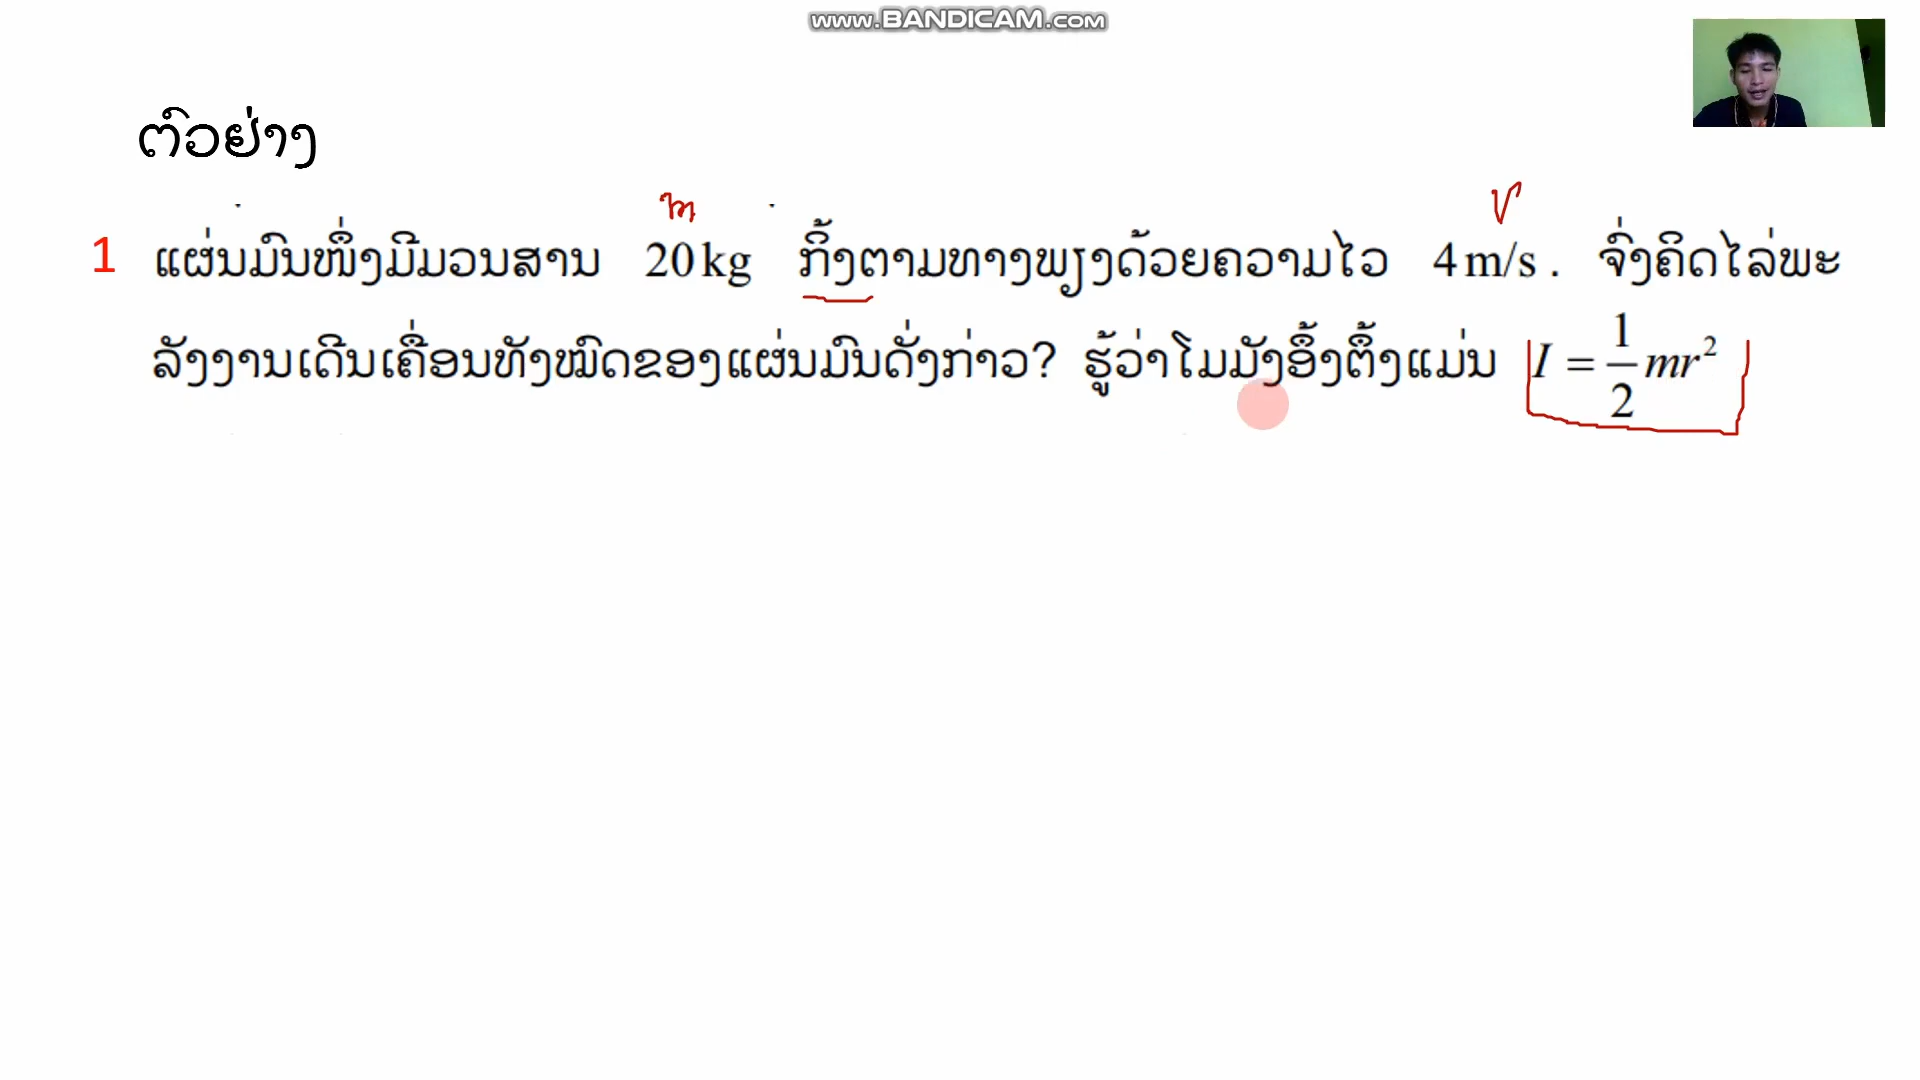 www.BANDICAM.com
ຕົວຢ່າງ
m V
1 ແຜ່ນມົນໜຶ່ງມີມວນສານ 20 kg ກິ້ງຕາມທາງພຽງດ້ວຍຄວາມໄວ 4 m/s . ຈົ່ງຄິດໄລ່ພະ
ລັງງານເດີນເຄື່ອນທັງໝົດຂອງແຜ່ນມົນດັ່ງກ່າວ? ຮູ້ວ່າໂມມັງອຶ້ງຕຶ້ງແມ່ນ I = 1/2 mr²